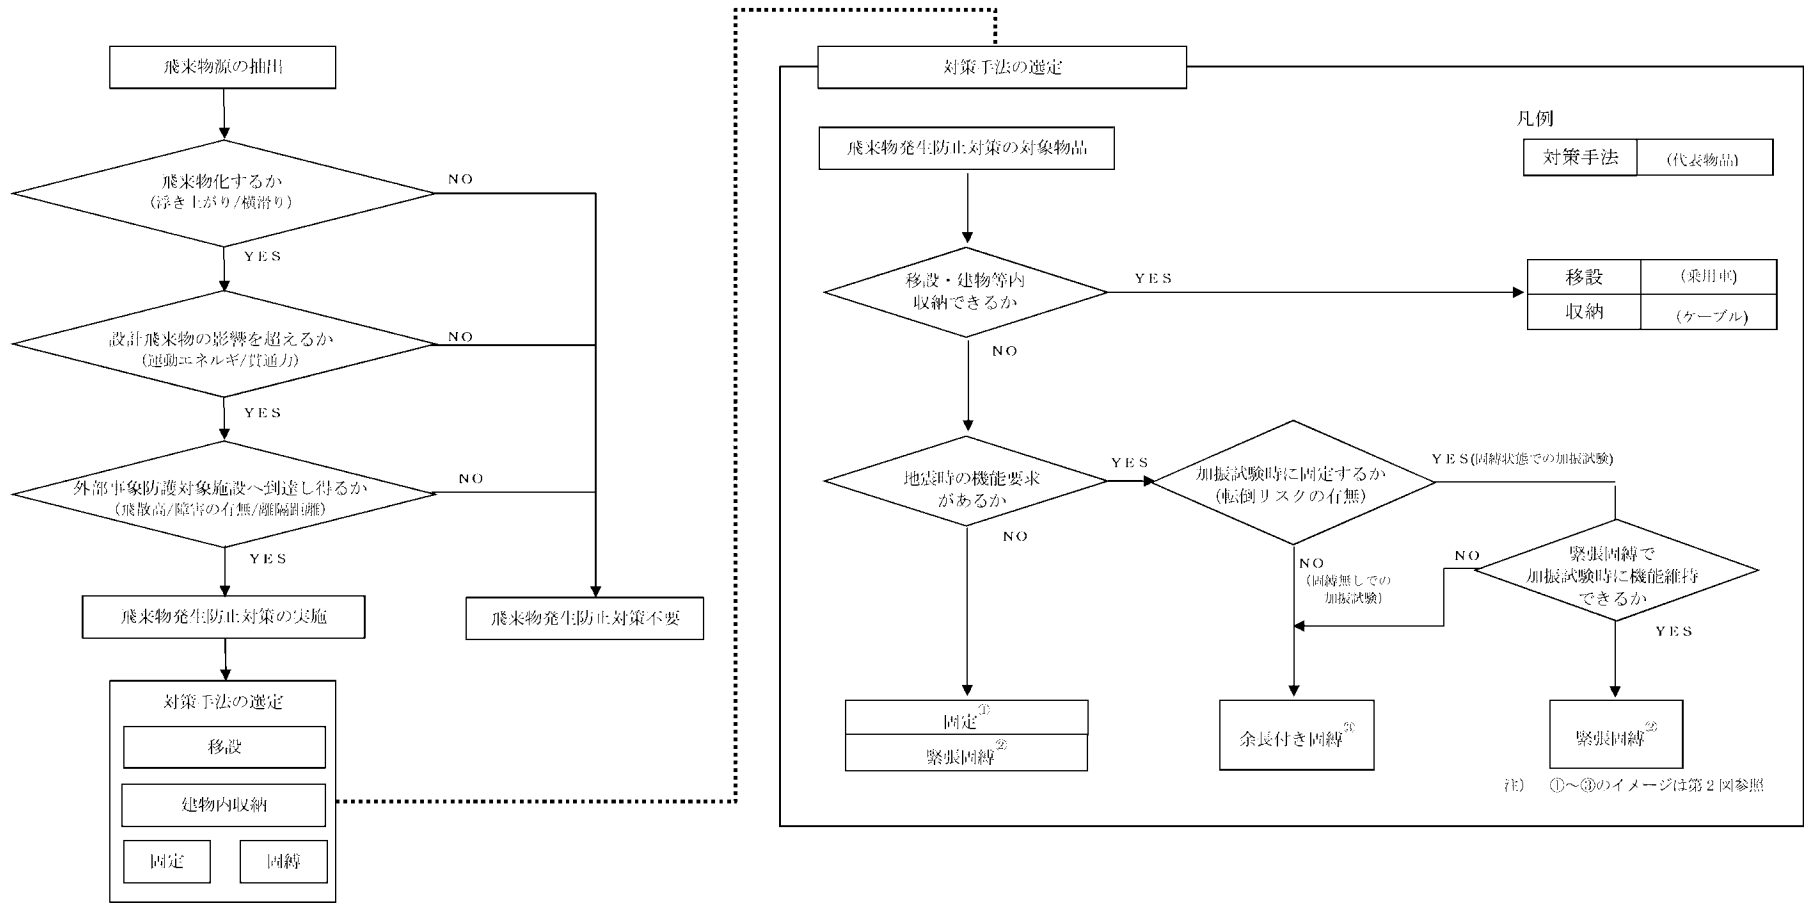 飛来物源の抽出
飛来物化するか
(浮き上がり/横滑り)
NO
YES
設計飛来物の影響を超えるか
(運動エネルギ/貫通力)
NO
YES
外部事象防護対象施設へ到達し得るか
(飛散高/障害の有無/離隔距離)
NO
YES
飛来物発生防止対策の実施
飛来物発生防止対策不要
対策手法の選定
移設
建物内収納
固定
固縛
対策手法の選定
凡例
対策手法
(代表物品)
飛来物発生防止対策の対象物品
移設・建物等内
収納できるか
YES
移設
(乗用車)
収納
(ケーブル)
NO
地震時の機能要求
があるか
YES
NO
加振試験時に固定するか
(転倒リスクの有無)
YES(固縛状態での加振試験)
NO
(固縛無しでの
加振試験)
緊張固縛で
加振試験時に機能維持
できるか
NO
YES
固定①
緊張固縛②
余長付き固縛③
緊張固縛②
注) ①~③のイメージは第2図参照